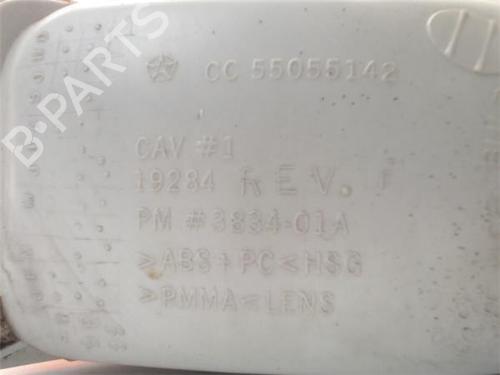 CC 55055142
CAV #1
19284 REV. F
PM #3834-01A
>ABS+PC<HSG
>PMMA<LENS
B-PARTS